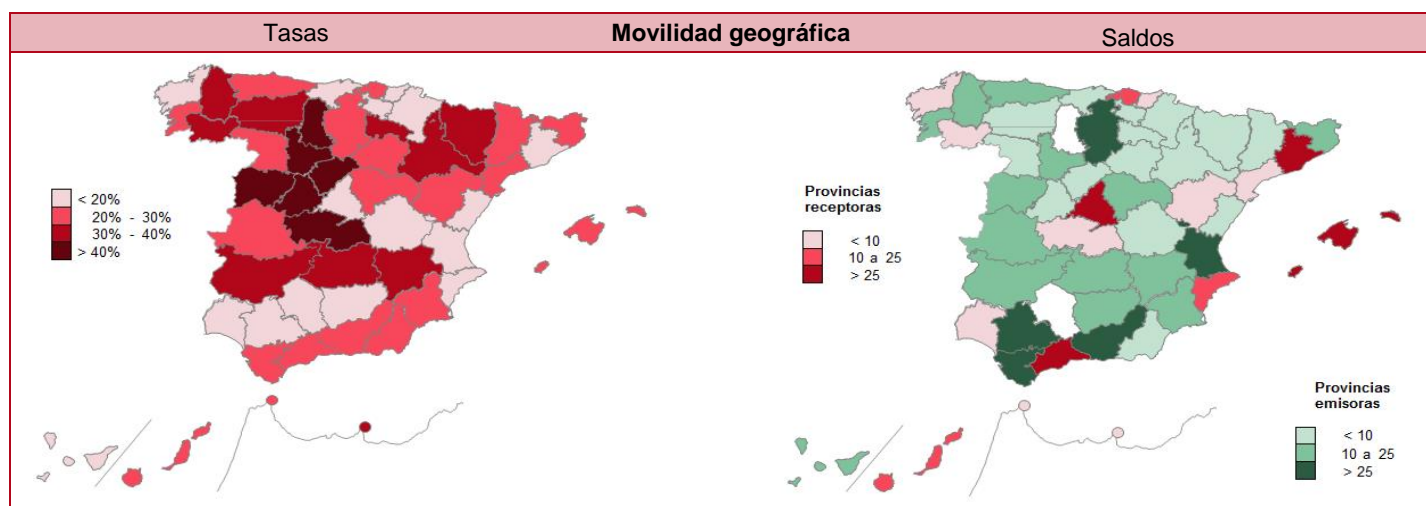 Tasas
Movilidad geográfica
Saldos
< 20%
20% - 30%
30% - 40%
> 40%
Provincias
receptoras
< 10
10 a 25
> 25
Provincias
emisoras
< 10
10 a 25
> 25